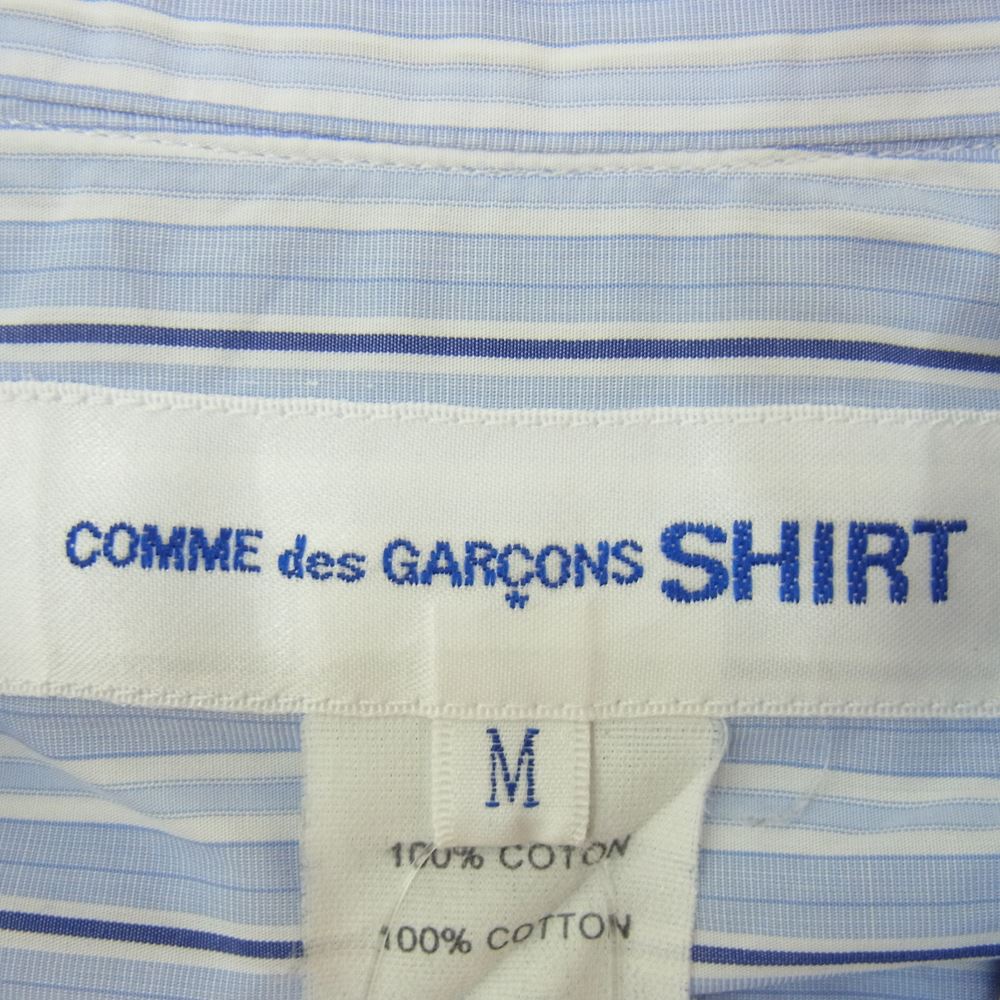 COMME des GARÇONS SHIRT
M
100% COTON
100% COTTON